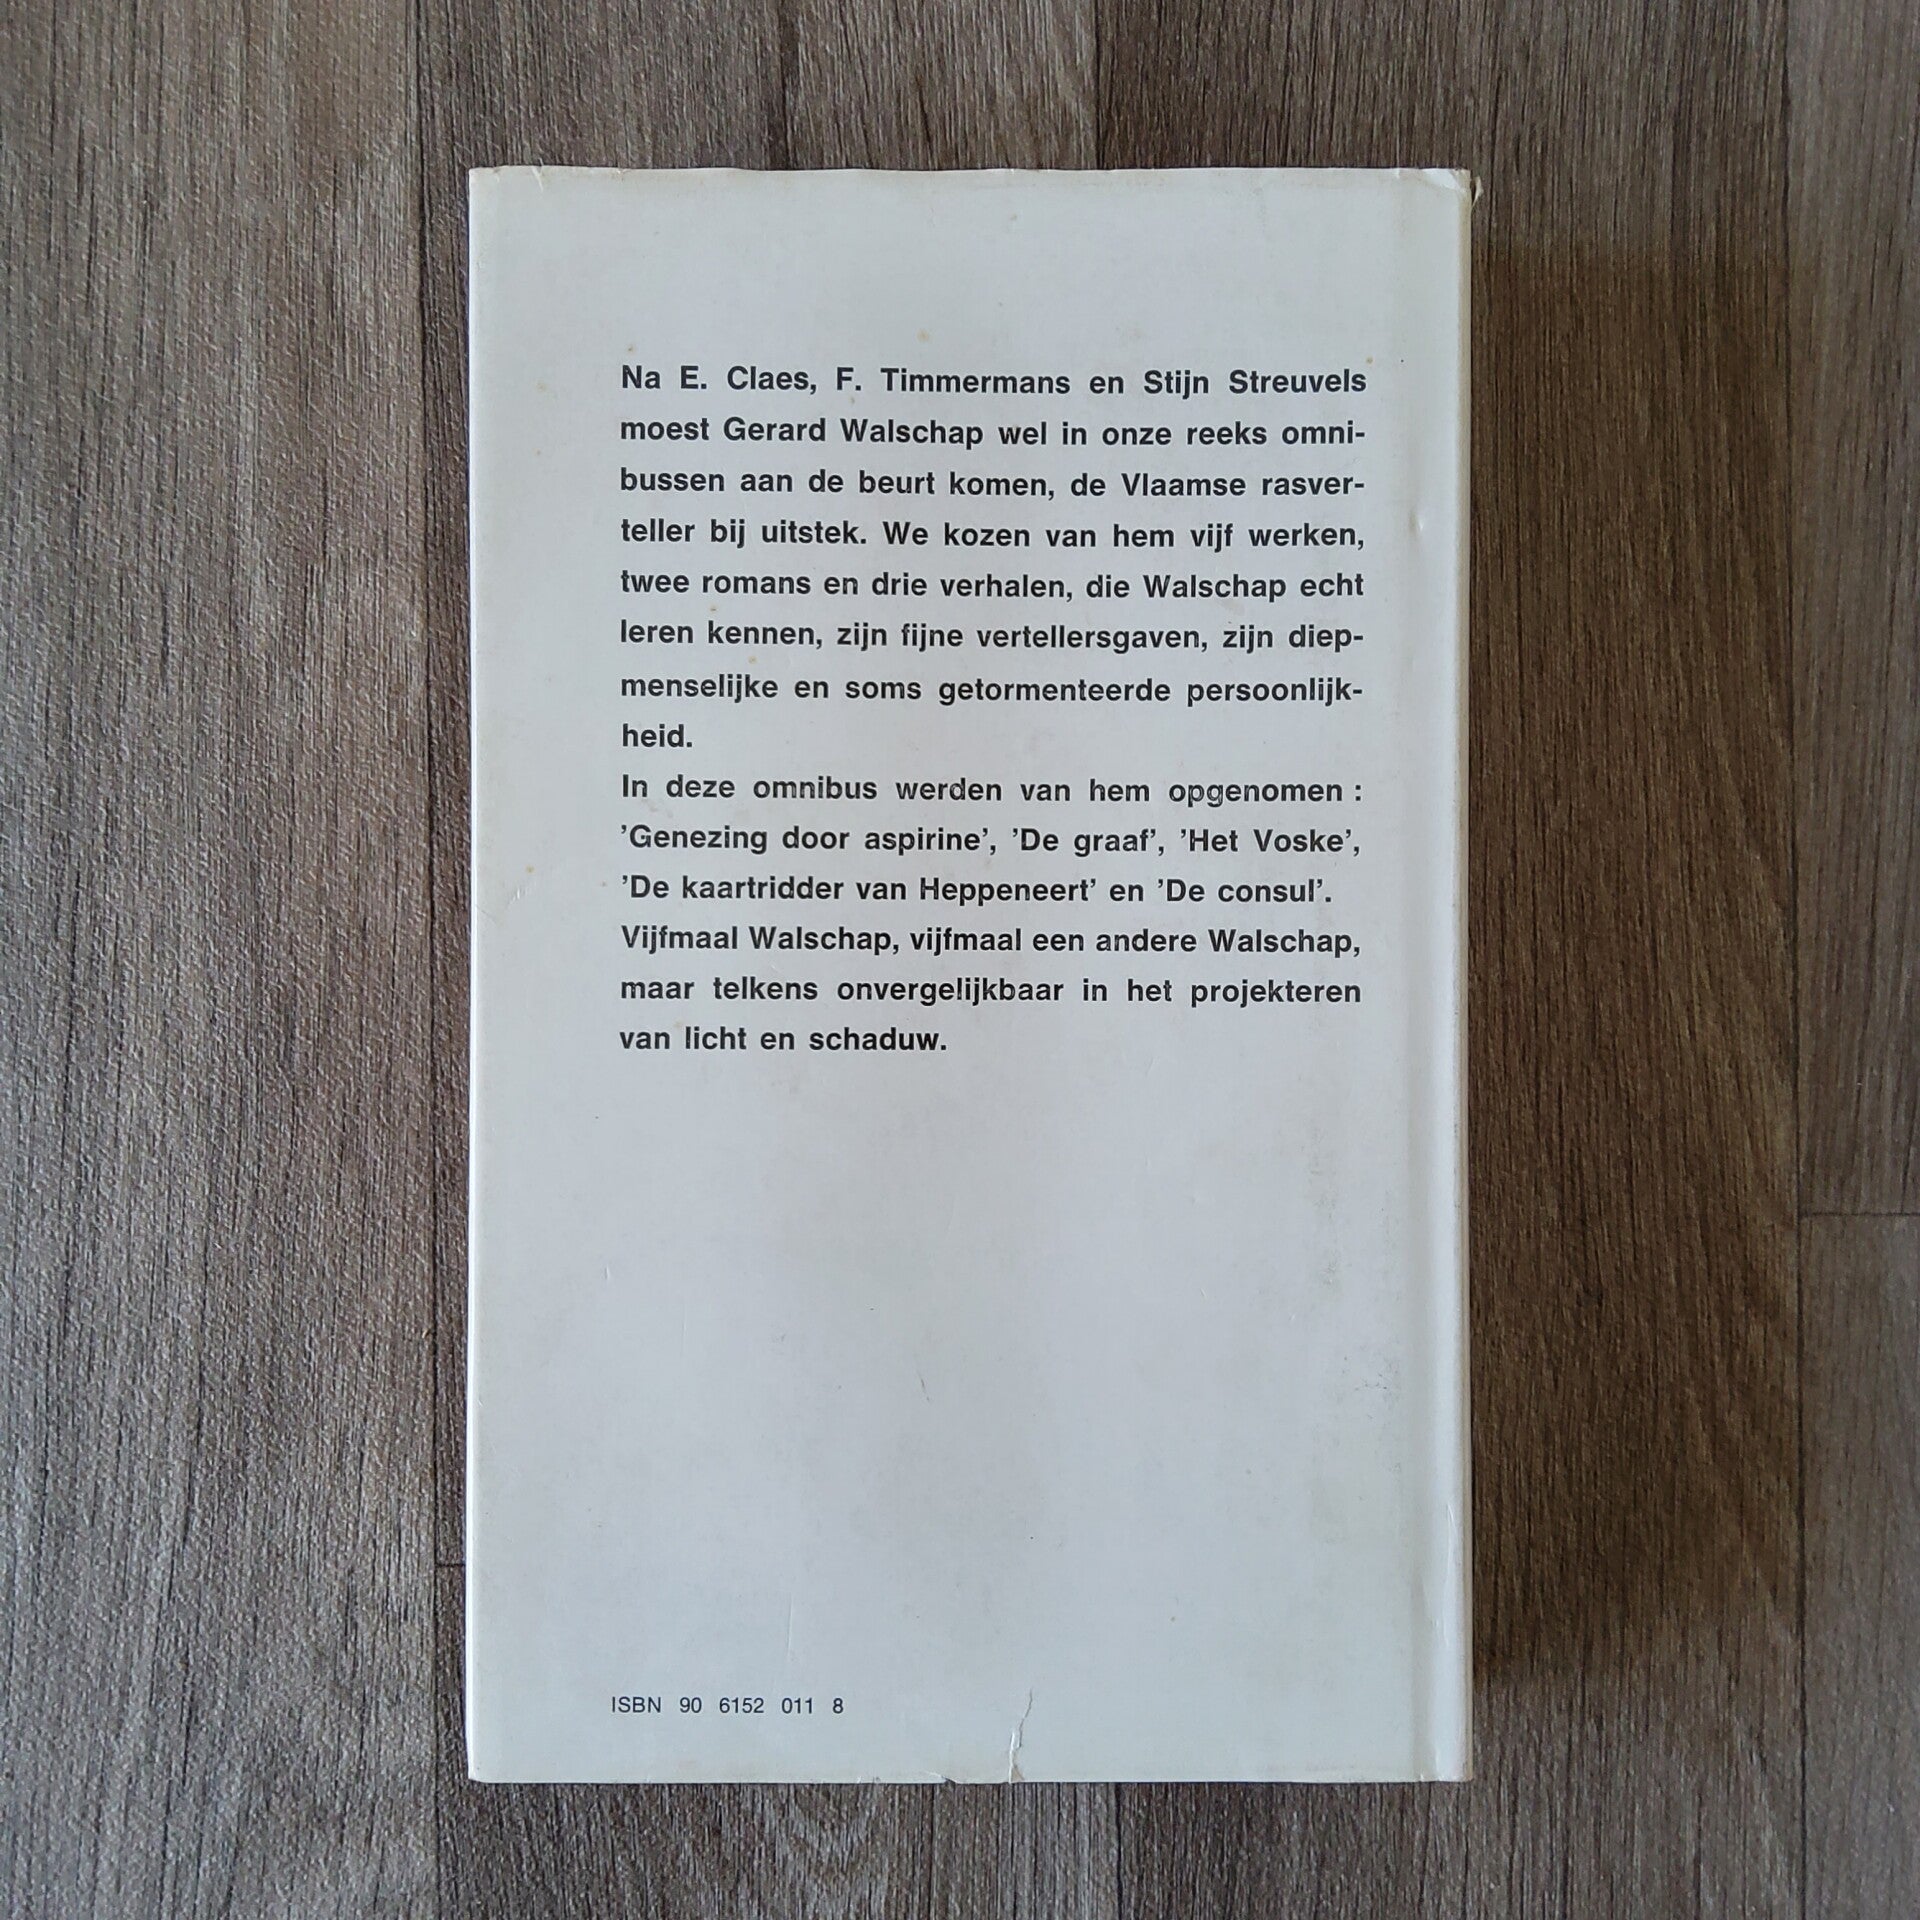 Na E. Claes, F. Timmermans en Stijn Streuvels
moest Gerard Walschap wel in onze reeks omni-
bussen aan de beurt komen, de Vlaamse rasver-
teller bij uitstek. We kozen van hem vijf werken,
twee romans en drie verhalen, die Walschap echt
leren kennen, zijn fijne vertellersgaven, zijn diep-
menselijke en soms getormenteerde persoonlijk-
heid.
In deze omnibus werden van hem opgenomen :
'Genezing door aspirine', 'De graaf', 'Het Voske',
'De kaartridder van Heppeneert' en 'De consul'.
Vijfmaal Walschap, vijfmaal een andere Walschap,
maar telkens onvergelijkbaar in het projekteren
van licht en schaduw.
ISBN 90 6152 011 8